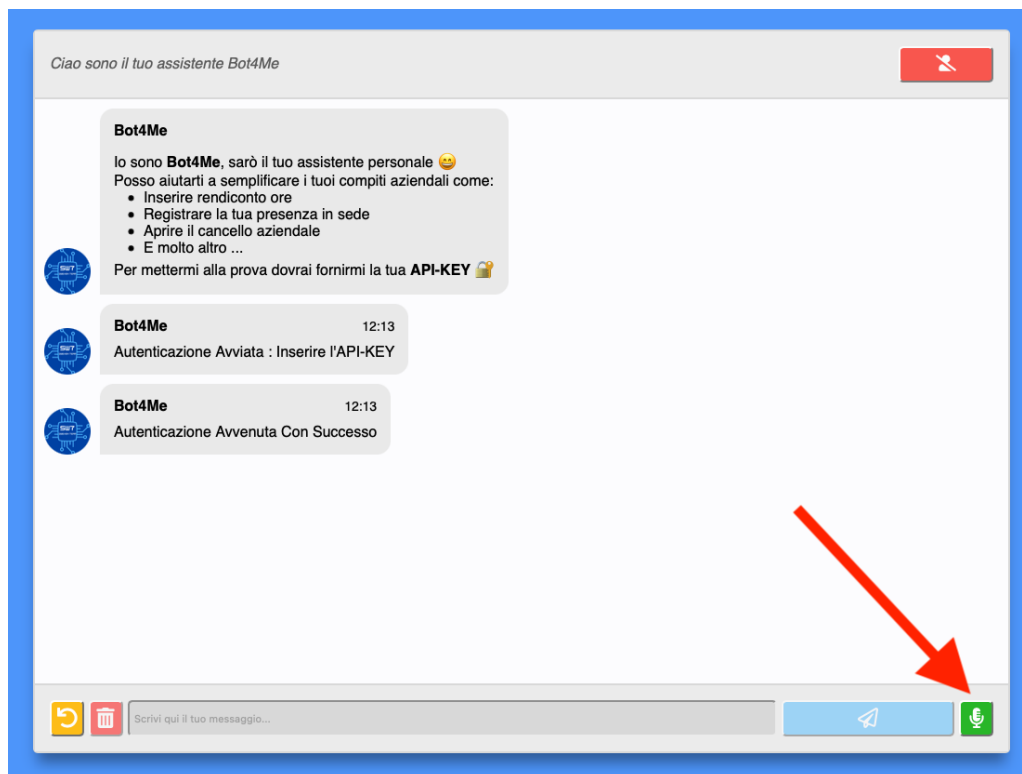 Ciao sono il tuo assistente Bot4Me
Bot4Me
Io sono Bot4Me, sarò il tuo assistente personale 😄
Posso aiutarti a semplificare i tuoi compiti aziendali come:
• Inserire rendiconto ore
• Registrare la tua presenza in sede
• Aprire il cancello aziendale
• E molto altro ...
Per mettermi alla prova dovrai fornirmi la tua API-KEY 🔐
Bot4Me 12:13
Autenticazione Avviata : Inserire l'API-KEY
Bot4Me 12:13
Autenticazione Avvenuta Con Successo
Scrivi qui il tuo messaggio...